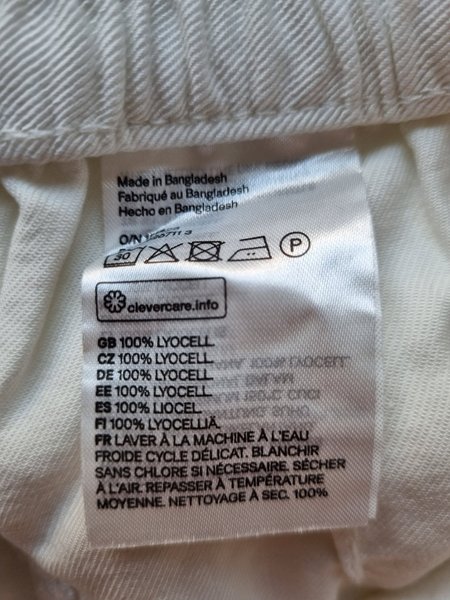 Made in Bangladesh
Fabriqué au Bangladesh
Hecho en Bangladesh
O/N
30
P
clevercare.info
GB 100% LYOCELL.
CZ 100% LYOCELL.
DE 100% LYOCELL.
EE 100% LYOCELL.
ES 100% LIOCEL.
FI 100% LYOCELLIÄ.
FR LAVER À LA MACHINE À L'EAU
FROIDE CYCLE DÉLICAT. BLANCHIR
SANS CHLORE SI NÉCESSAIRE. SÉCHER
À L'AIR. REPASSER À TEMPÉRATURE
MOYENNE. NETTOYAGE À SEC. 100%